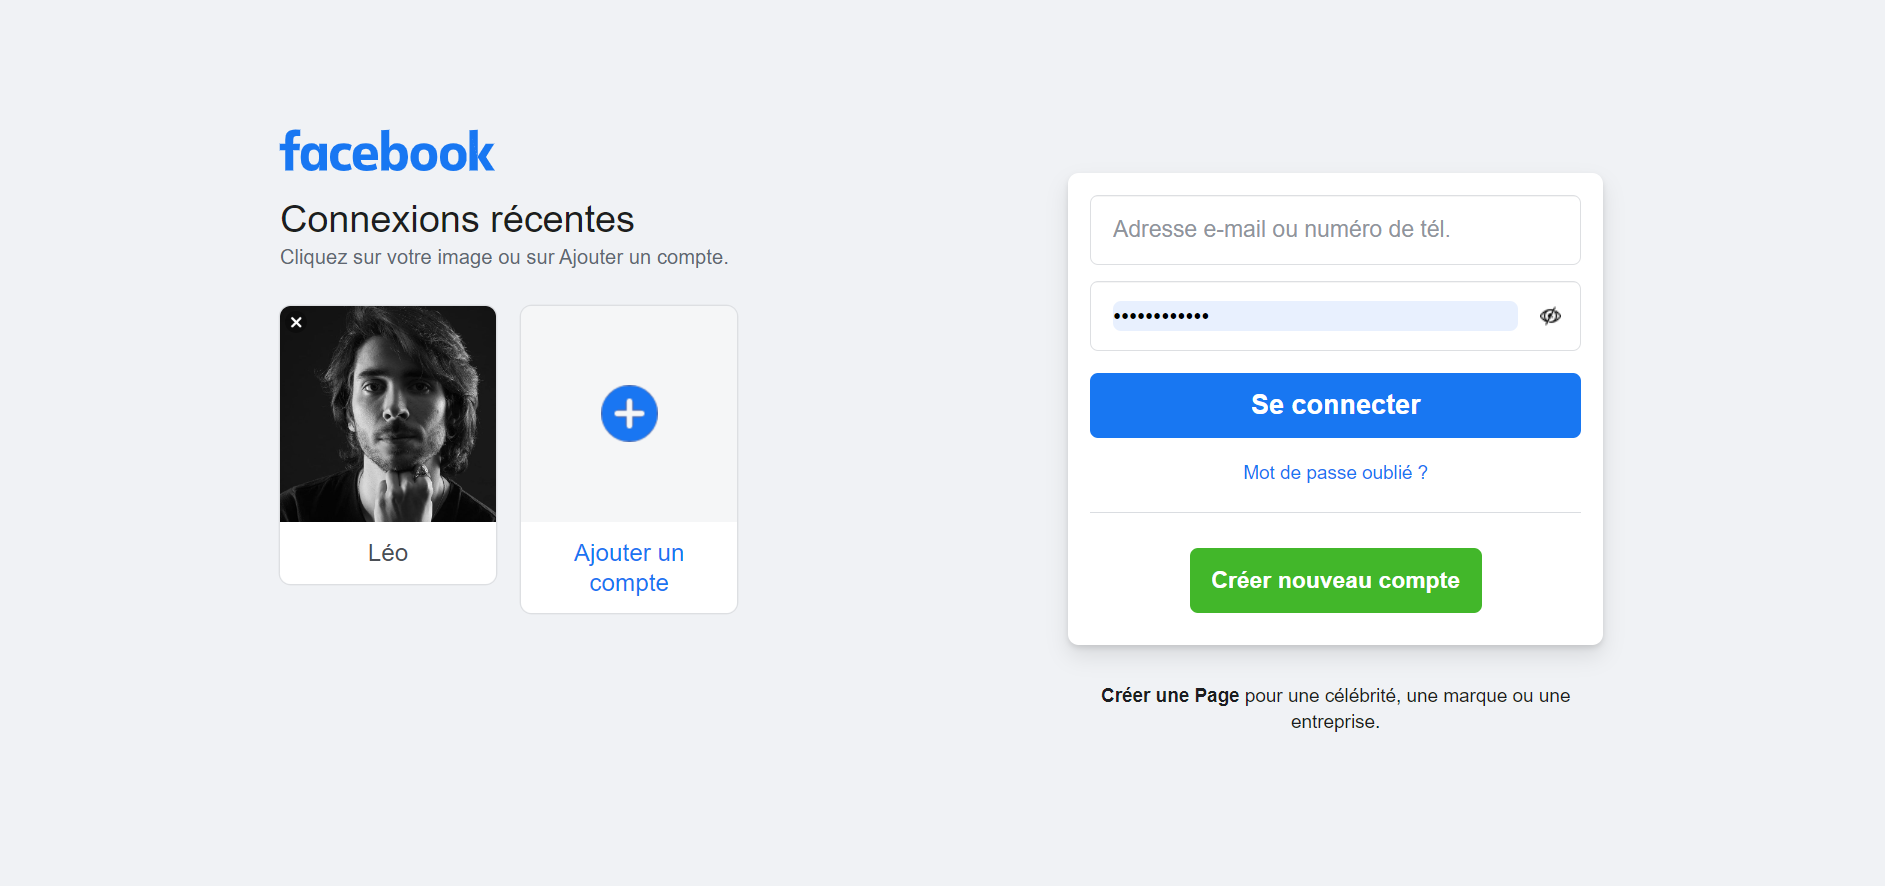 facebook
Connexions récentes
Cliquez sur votre image ou sur Ajouter un compte.
Léo
Ajouter un
compte
Adresse e-mail ou numéro de tél.
••••••••••••
Se connecter
Mot de passe oublié ?
Créer nouveau compte
Créer une Page pour une célébrité, une marque ou une
entreprise.